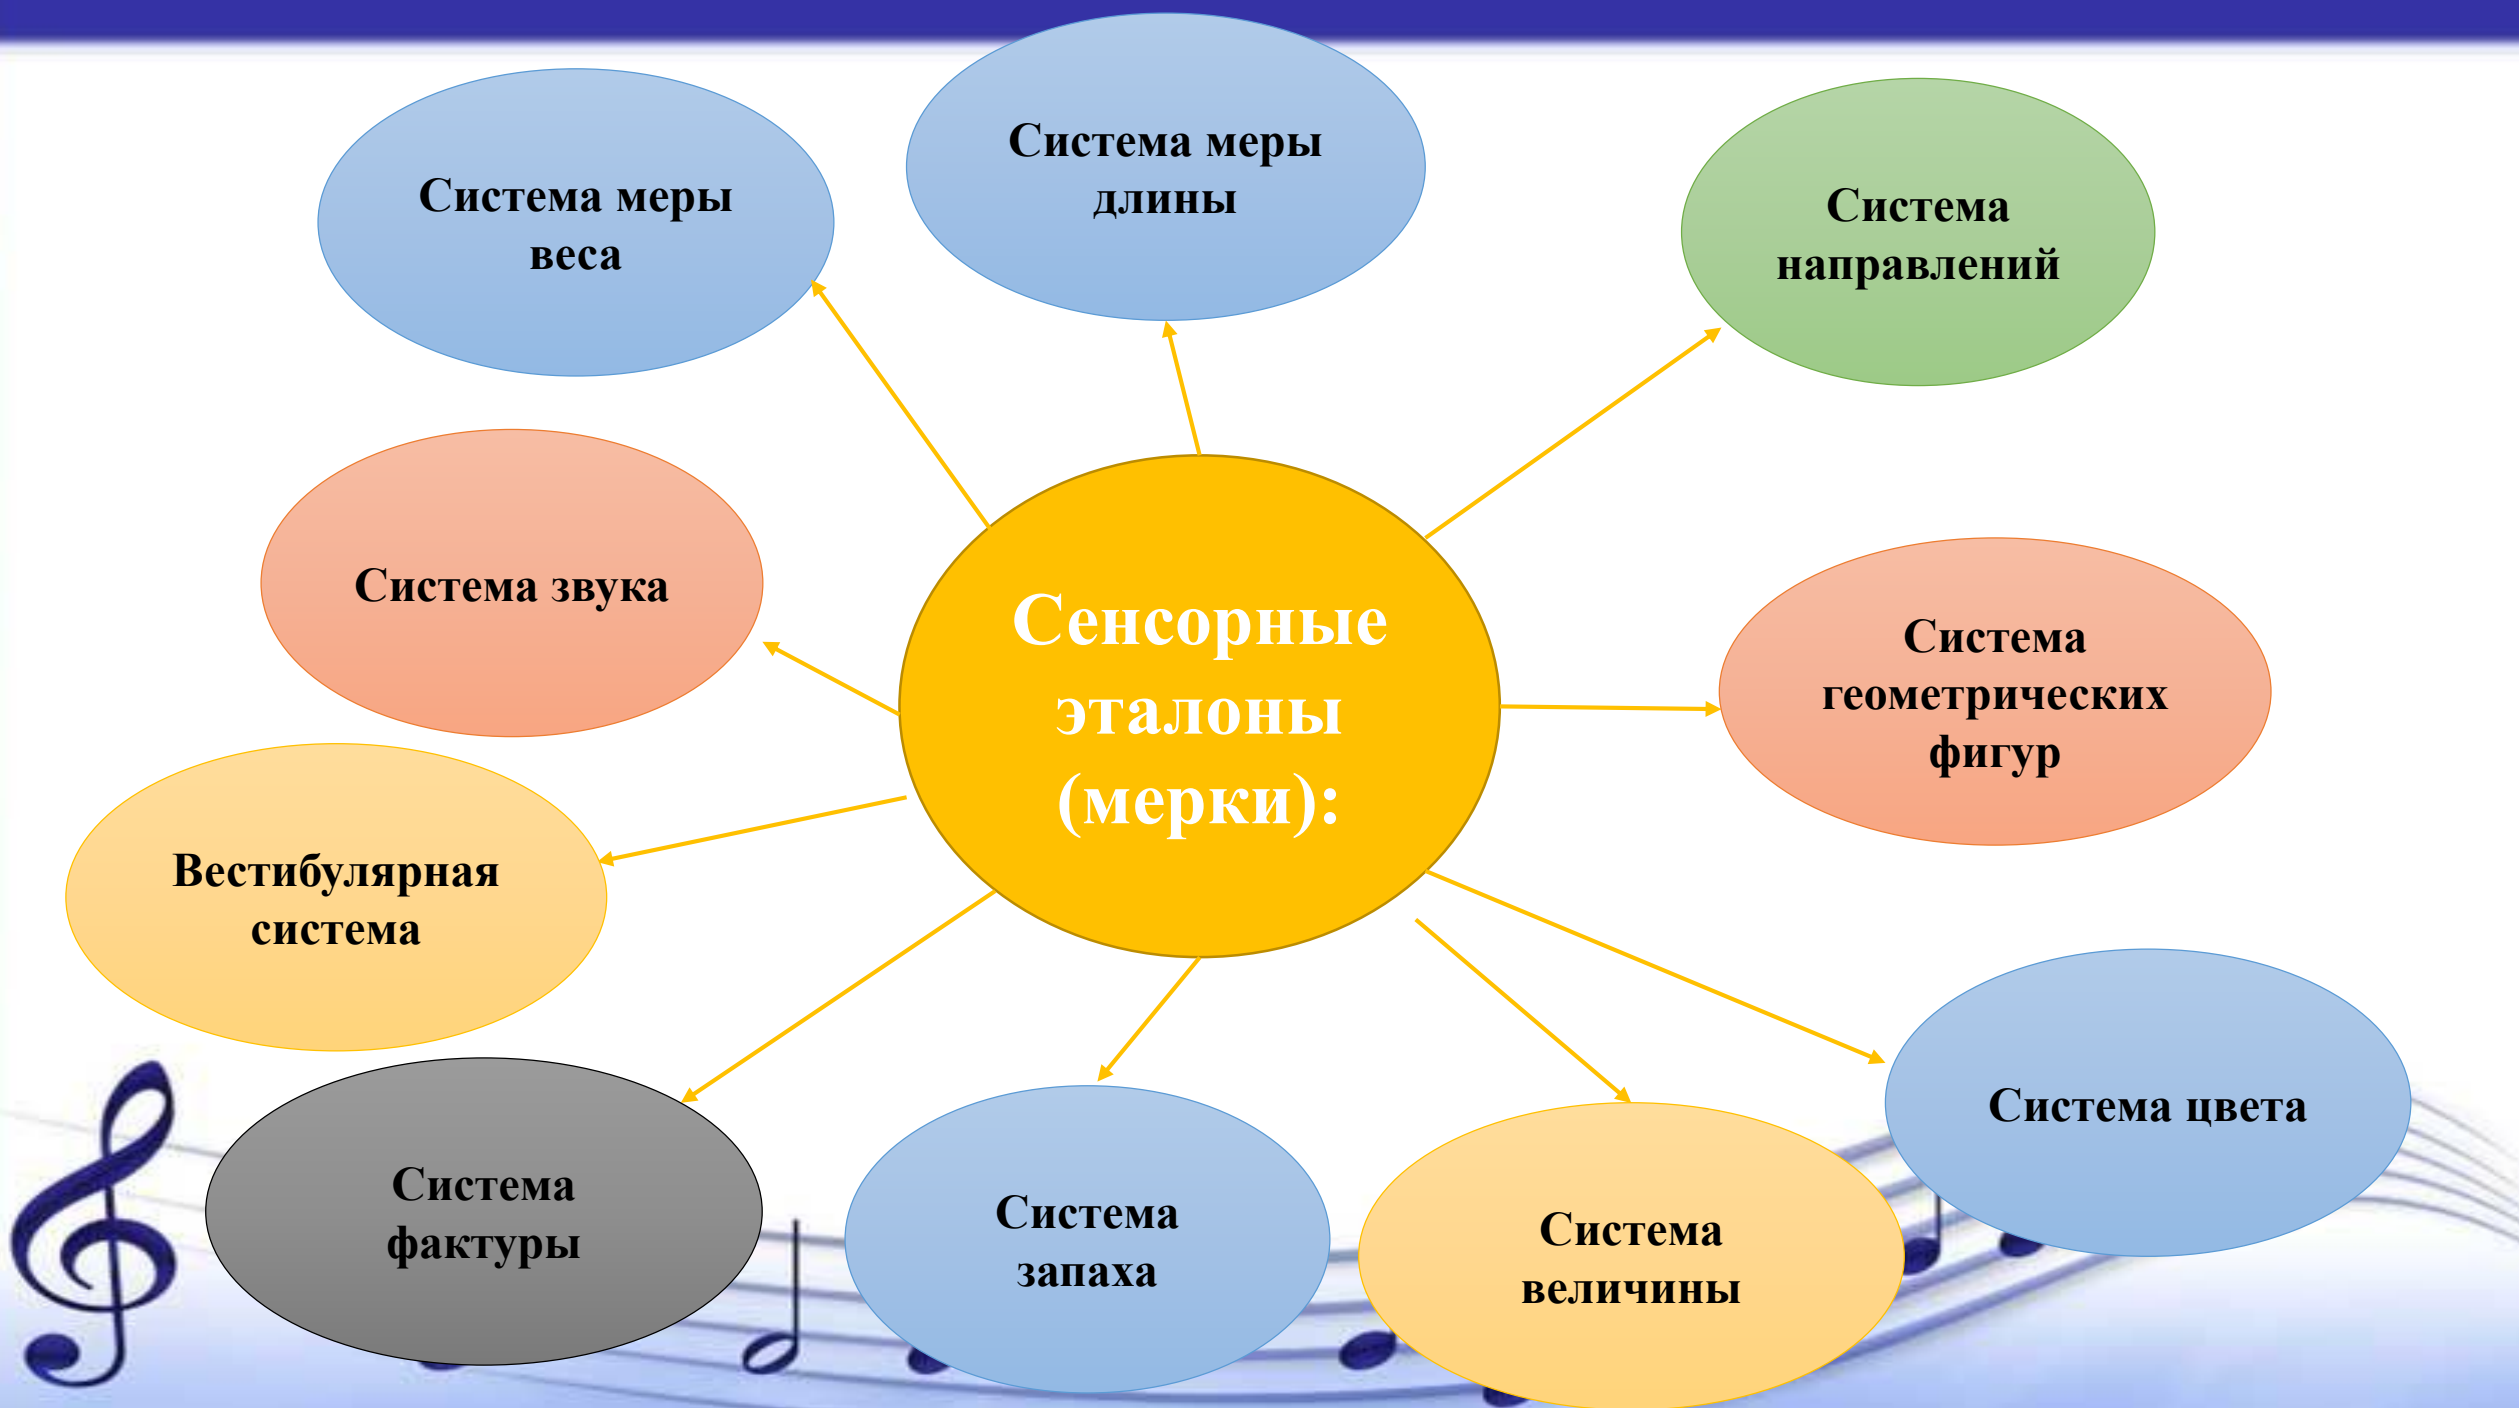 Система меры
веса
Система меры
длины
Система
направлений
Система звука
Сенсорные
эталоны
(мерки):
Система
геометрических
фигур
Вестибулярная
система
Система цвета
Система
фактуры
Система
запаха
Система
величины